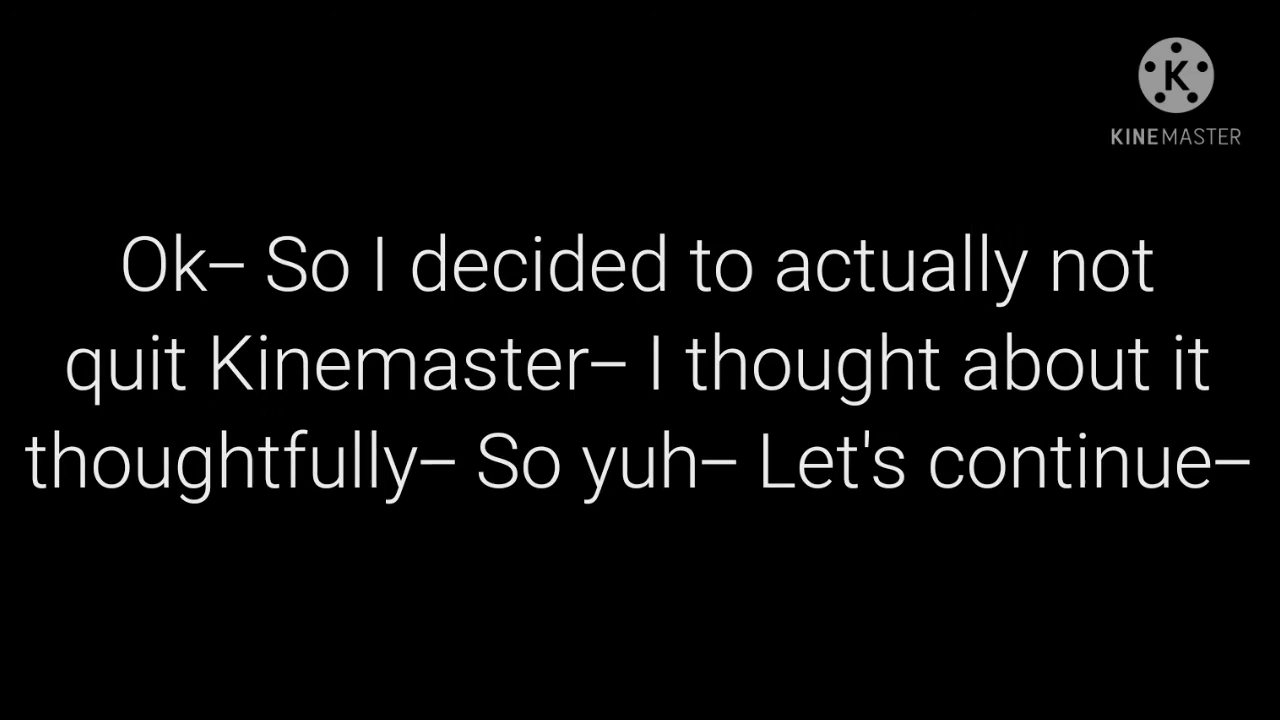 K
KINEMASTER
Ok– So I decided to actually not
quit Kinemaster– I thought about it
thoughtfully– So yuh– Let's continue–